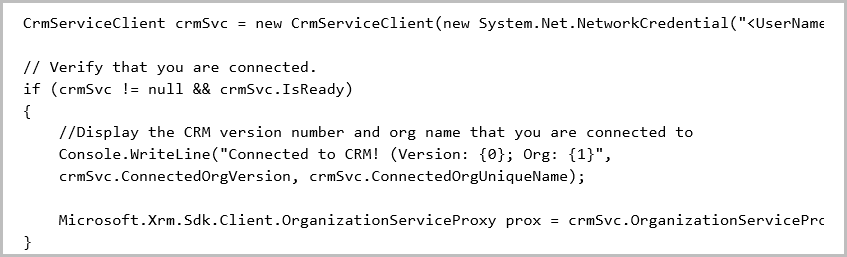 CrmServiceClient crmSvc = new CrmServiceClient(new System.Net.NetworkCredential("<UserName
// Verify that you are connected.
if (crmSvc != null && crmSvc.IsReady)
{
//Display the CRM version number and org name that you are connected to
Console.WriteLine("Connected to CRM! (Version: {0}; Org: {1}",
crmSvc.ConnectedOrgVersion, crmSvc.ConnectedOrgUniqueName);
Microsoft.Xrm.Sdk.Client.OrganizationServiceProxy prox = crmSvc.OrganizationServicePro
}